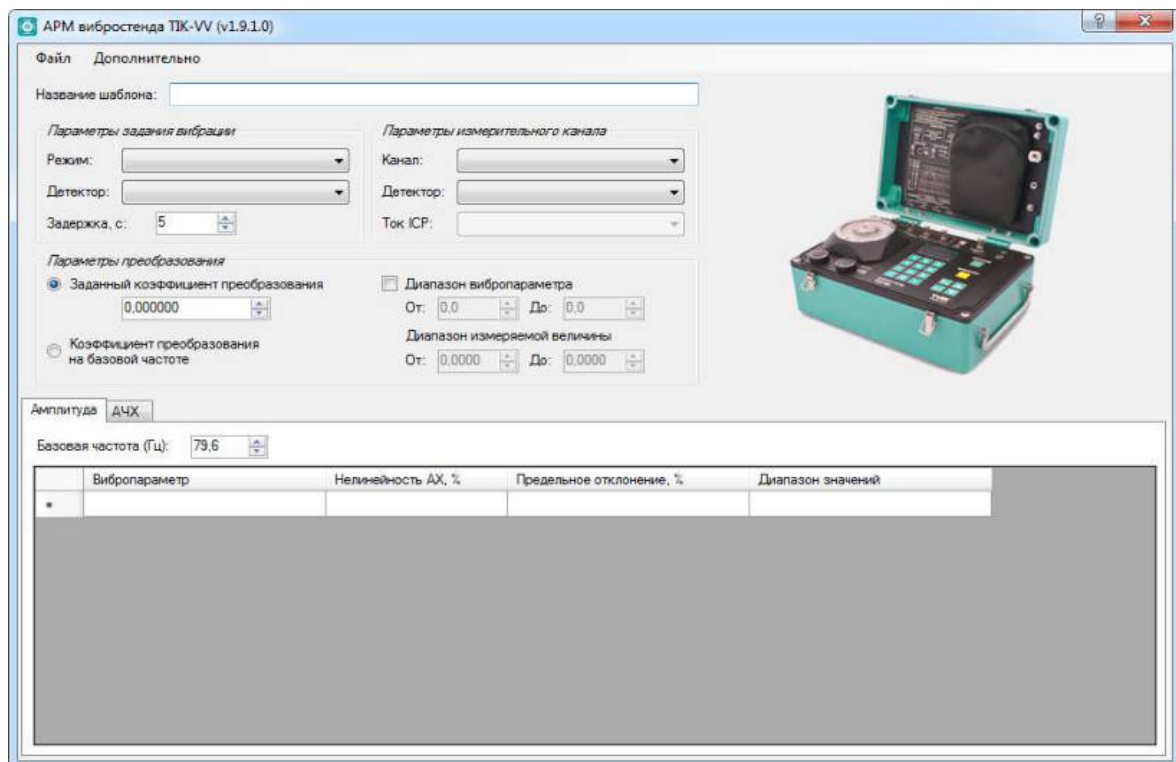 АРМ вибростенда TIK-VV (v1.9.1.0)
Файл Дополнительно
Название шаблона:
Параметры задания вибрации
Режим:
Детектор:
Задержка, с: 5
Параметры измерительного канала
Канал:
Детектор:
Ток ICP:
Параметры преобразования
Заданный коэффициент преобразования
0,000000
Коэффициент преобразования
на базовой частоте
Диапазон вибропараметра
От: 0,0 До: 0,0
Диапазон измеряемой величины
От: 0,0000 До: 0,0000
Амплитуда АЧХ
Базовая частота (Гц): 79,6
Вибропараметр Нелинейность АХ, % Предельное отклонение, % Диапазон значений